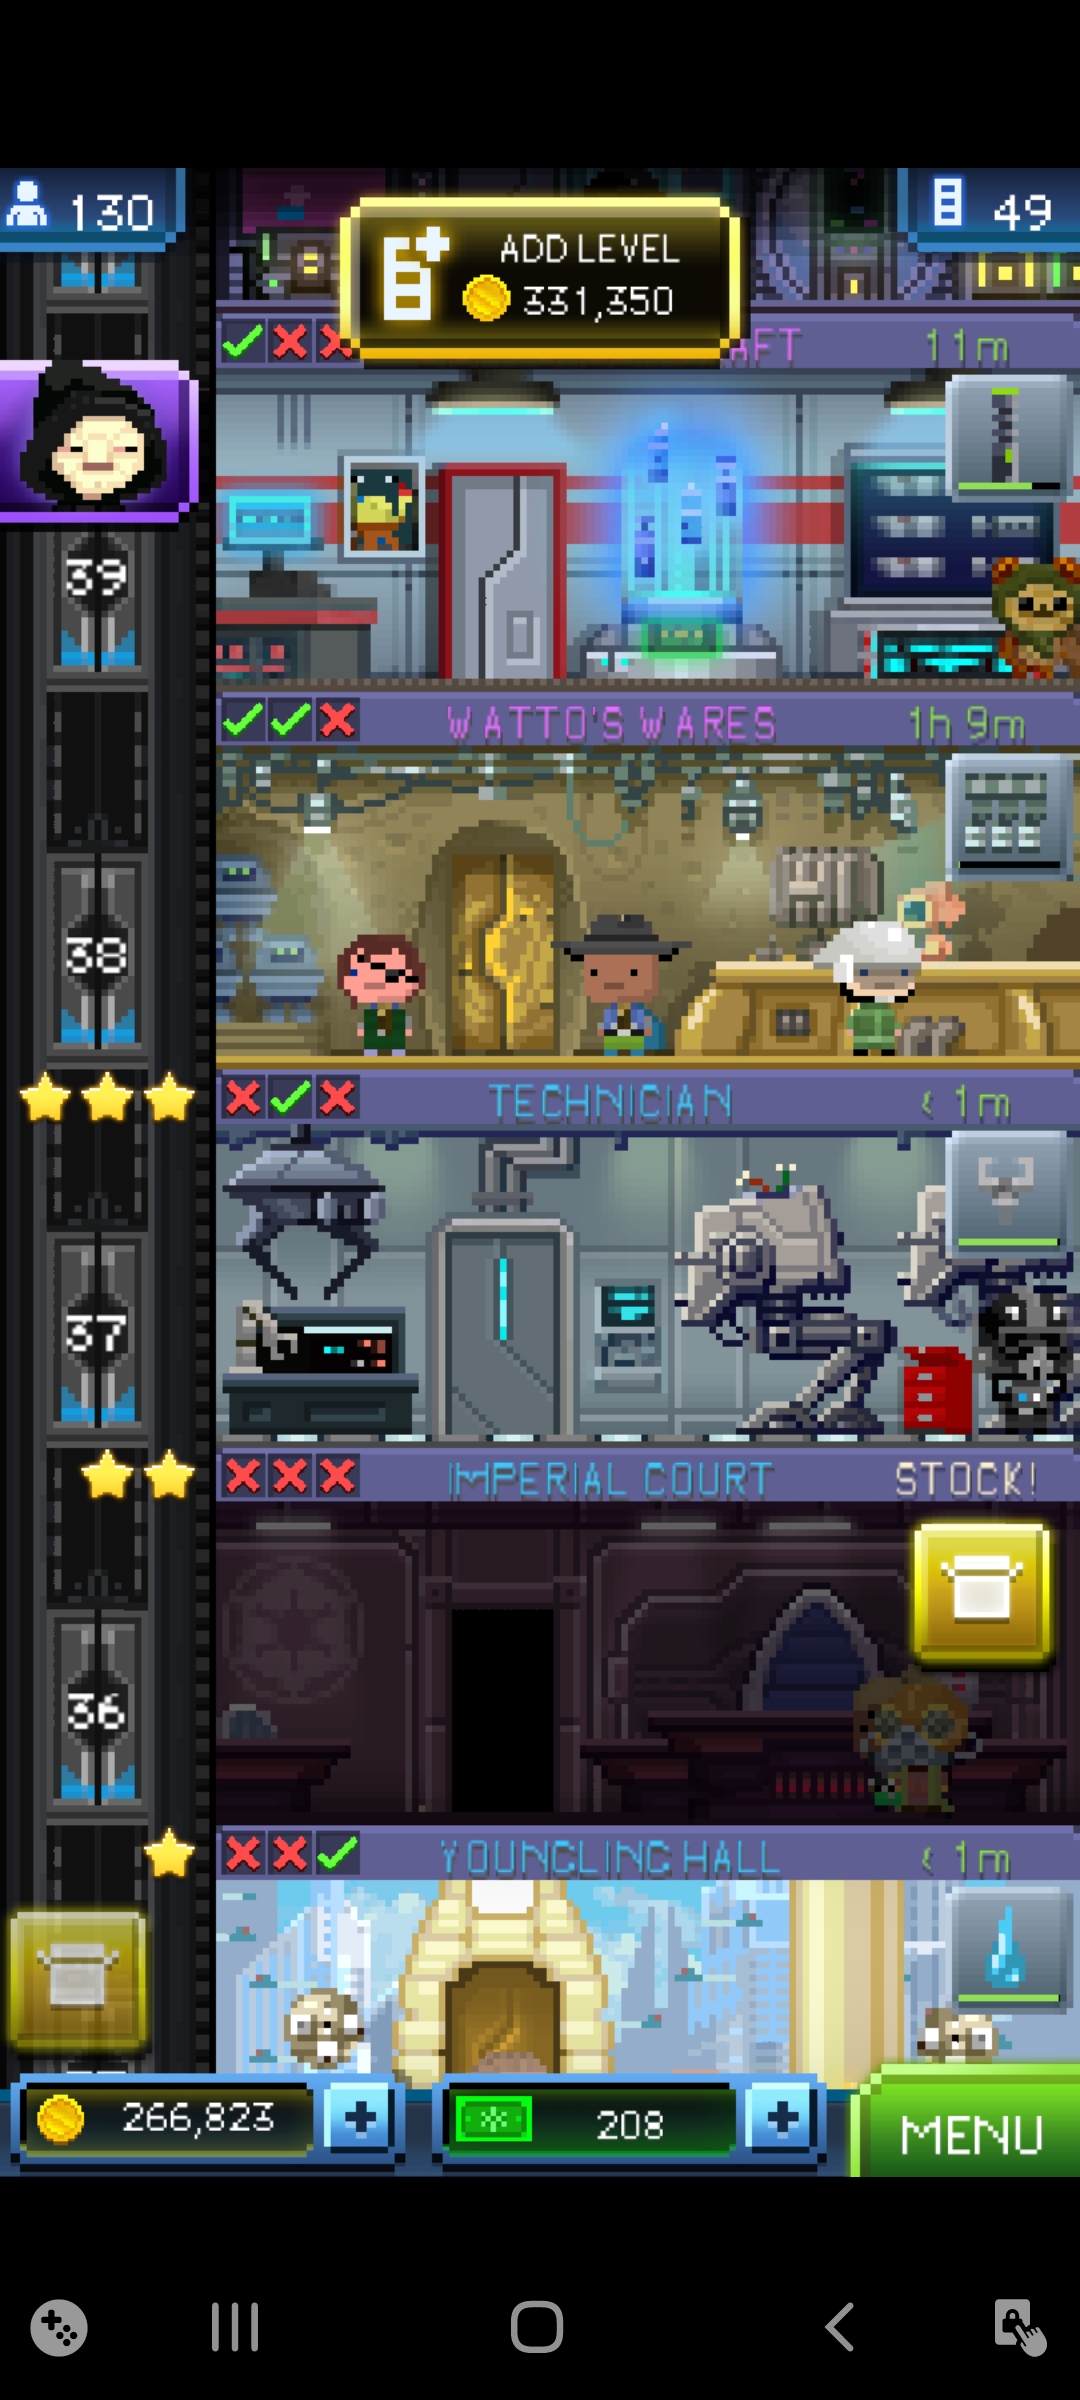 130
49
ADD LEVEL
331,350
AFT 11m
39
WATTO'S WARES 1h 9m
38
TECHNICIAN < 1m
37
IMPERIAL COURT STOCK!
36
YOUNGLING HALL < 1m
266,823 +
208 +
MENU